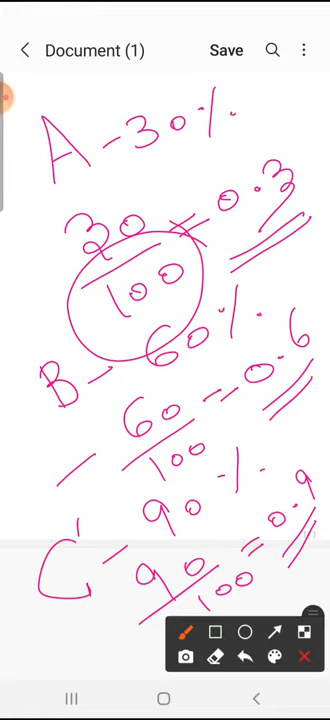 Document (1) Save
A - 30%.
30/100 = 0.3
B - 60%.
- 60/100 = 0.6
C - 90%.
90/100 = 0.9